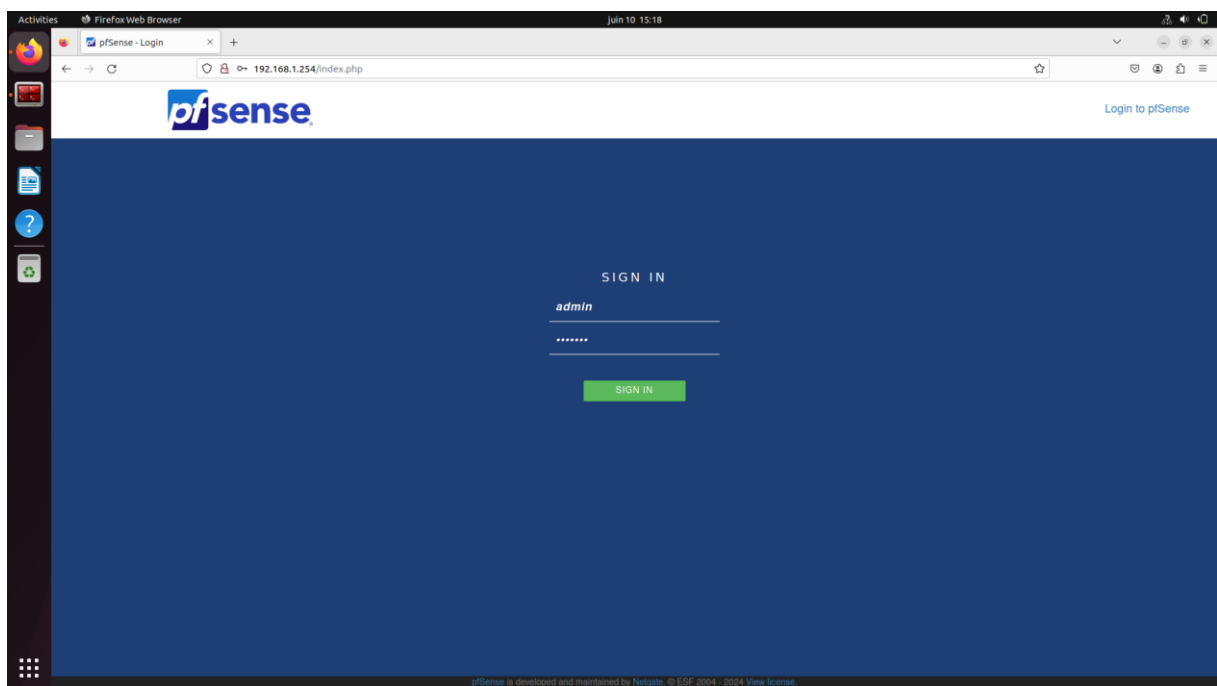 Activities Firefox Web Browser juin 10 15:18
pfSense - Login
192.168.1.254/index.php
pfsense
Login to pfSense
SIGN IN
admin
•••••••
SIGN IN
pfSense is developed and maintained by Netgate. © ESF 2004 - 2024 View license.